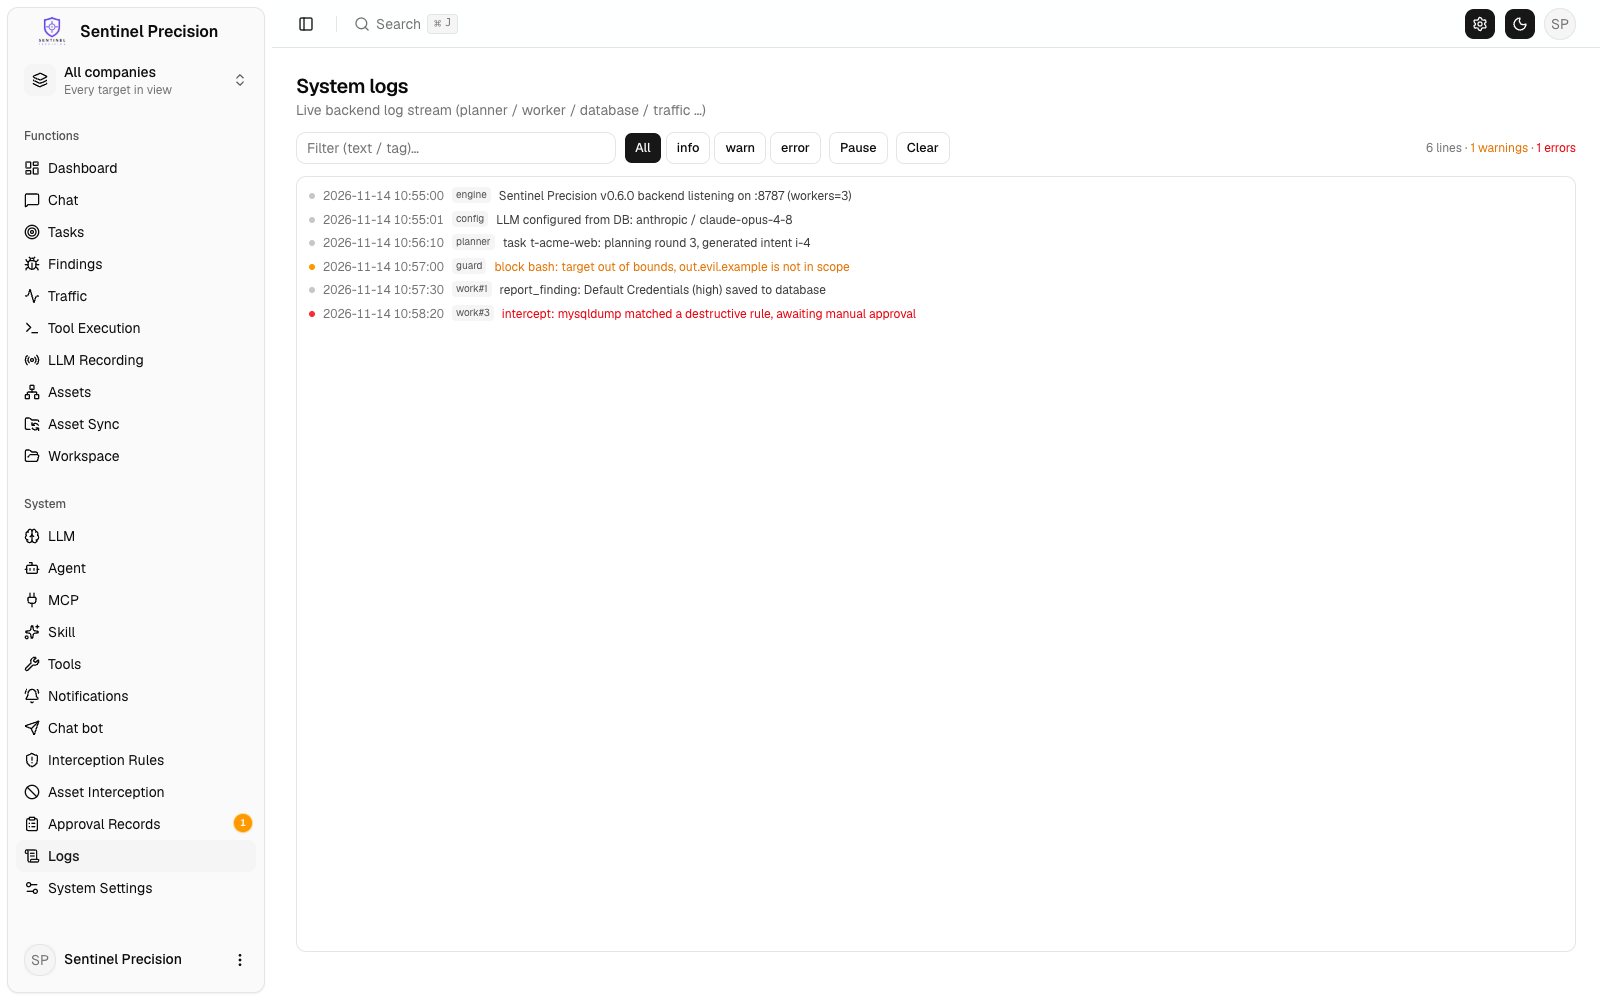 SENTINEL
Sentinel Precision
All companies
Every target in view
Functions
Dashboard
Chat
Tasks
Findings
Traffic
Tool Execution
LLM Recording
Assets
Asset Sync
Workspace
System
LLM
Agent
MCP
Skill
Tools
Notifications
Chat bot
Interception Rules
Asset Interception
Approval Records 1
Logs
System Settings
SP Sentinel Precision
Search ⌘ J
SP
System logs
Live backend log stream (planner / worker / database / traffic ...)
Filter (text / tag)... All info warn error Pause Clear 6 lines · 1 warnings · 1 errors
2026-11-14 10:55:00 engine Sentinel Precision v0.6.0 backend listening on :8787 (workers=3)
2026-11-14 10:55:01 config LLM configured from DB: anthropic / claude-opus-4-8
2026-11-14 10:56:10 planner task t-acme-web: planning round 3, generated intent i-4
2026-11-14 10:57:00 guard block bash: target out of bounds, out.evil.example is not in scope
2026-11-14 10:57:30 work#1 report_finding: Default Credentials (high) saved to database
2026-11-14 10:58:20 work#3 intercept: mysqldump matched a destructive rule, awaiting manual approval